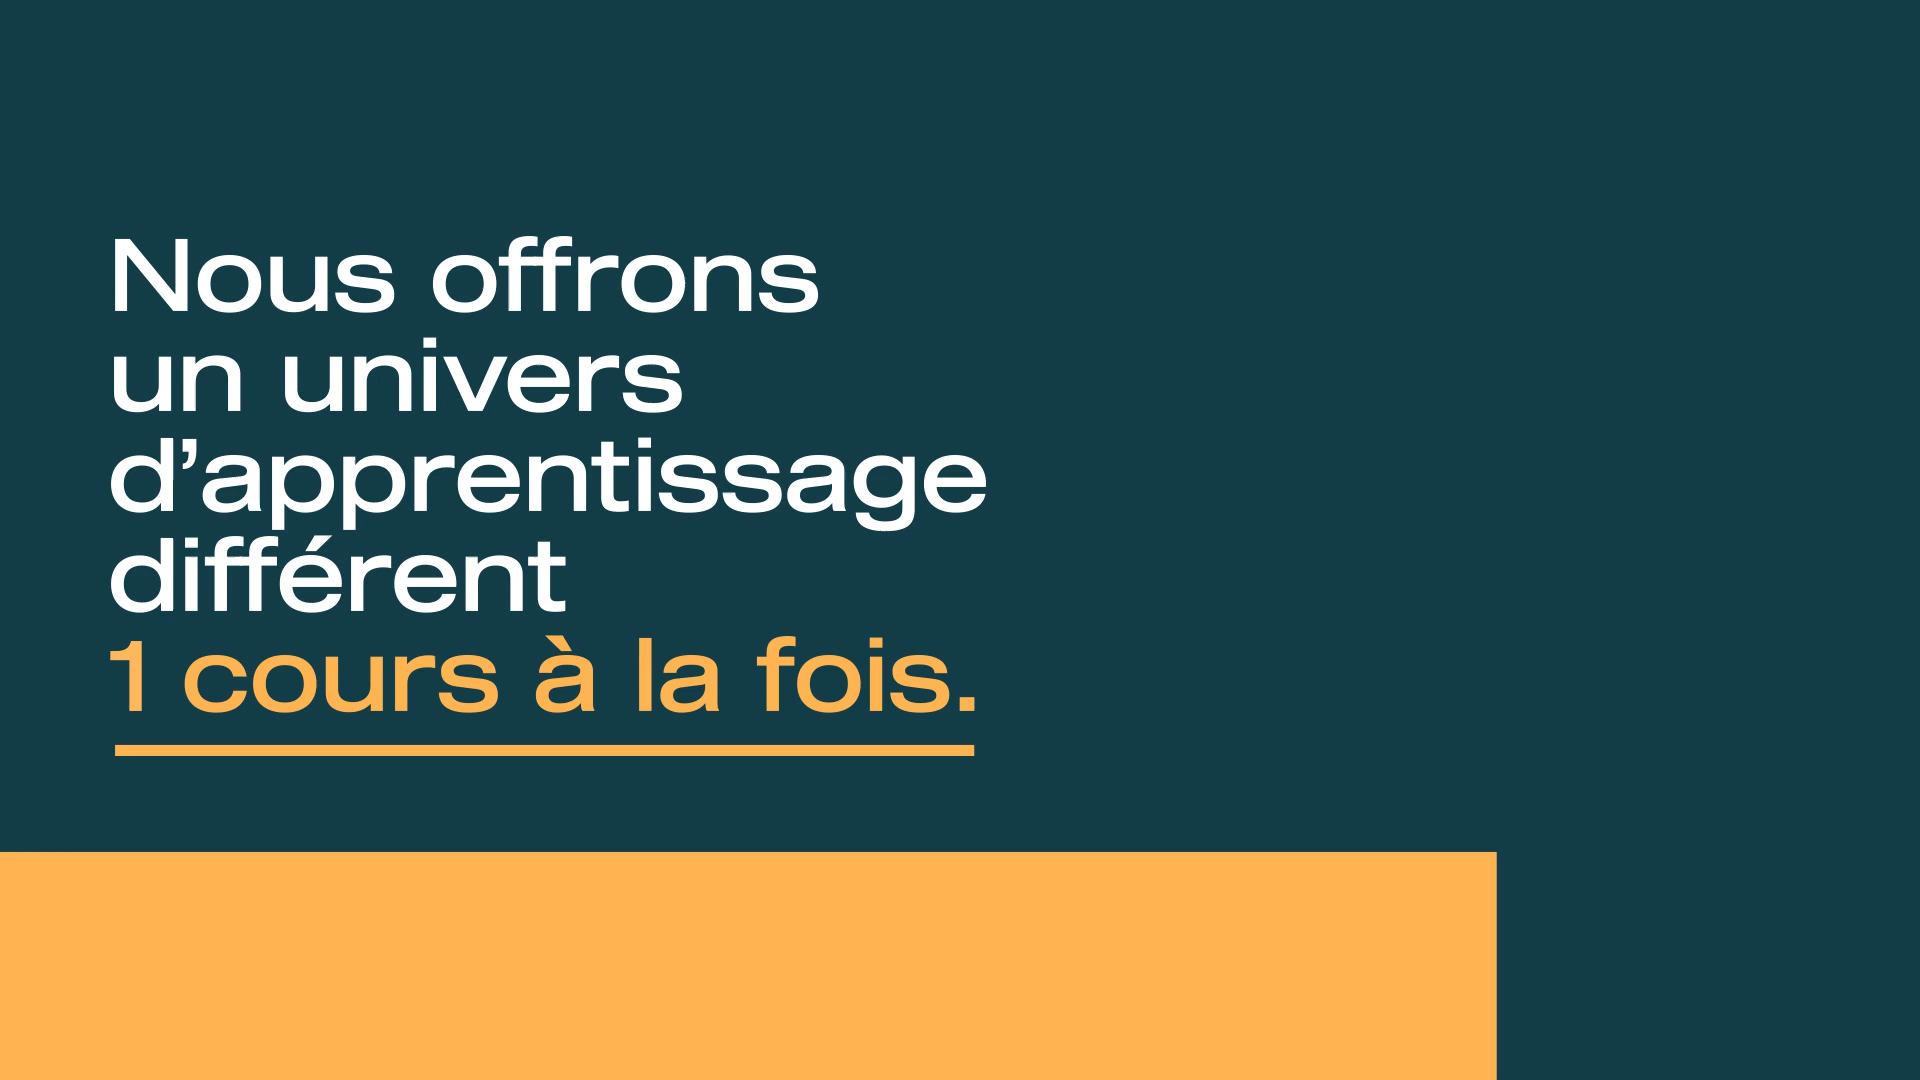 Nous offrons
un univers
d’apprentissage
différent
1 cours à la fois.